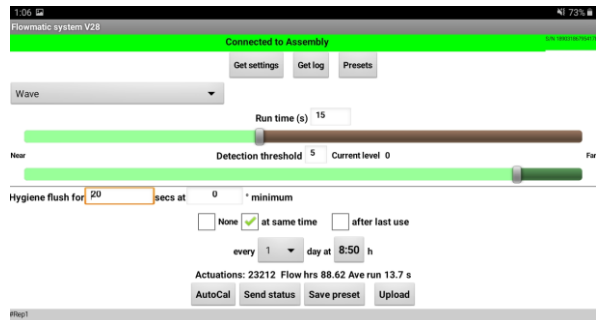 1:06 73%
Flowmatic system V28
Connected to Assembly
Get settings Get log Presets
Wave
Run time (s) 15
Near Detection threshold 5 Current level 0 Far
Hygiene flush for 20 secs at 0 ° minimum
None at same time after last use
every 1 day at 8:50 h
Actuations: 23212 Flow hrs 88.62 Ave run 13.7 s
AutoCal Send status Save preset Upload
#Rep1